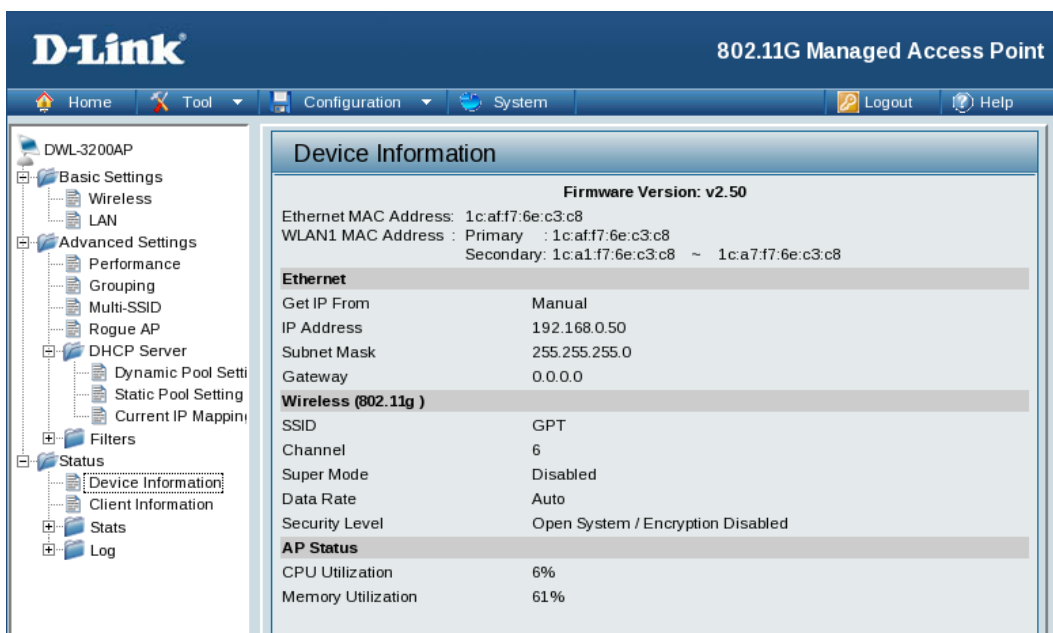 D-Link
802.11G Managed Access Point
Home Tool Configuration System Logout Help
DWL-3200AP
Basic Settings
Wireless
LAN
Advanced Settings
Performance
Grouping
Multi-SSID
Rogue AP
DHCP Server
Dynamic Pool Setti
Static Pool Setting
Current IP Mapping
Filters
Status
Device Information
Client Information
Stats
Log
Device Information
Firmware Version: v2.50
Ethernet MAC Address: 1c:af:f7:6e:c3:c8
WLAN1 MAC Address : Primary : 1c:af:f7:6e:c3:c8
Secondary: 1c:a1:f7:6e:c3:c8 ~ 1c:a7:f7:6e:c3:c8
Ethernet
Get IP From Manual
IP Address 192.168.0.50
Subnet Mask 255.255.255.0
Gateway 0.0.0.0
Wireless (802.11g )
SSID GPT
Channel 6
Super Mode Disabled
Data Rate Auto
Security Level Open System / Encryption Disabled
AP Status
CPU Utilization 6%
Memory Utilization 61%